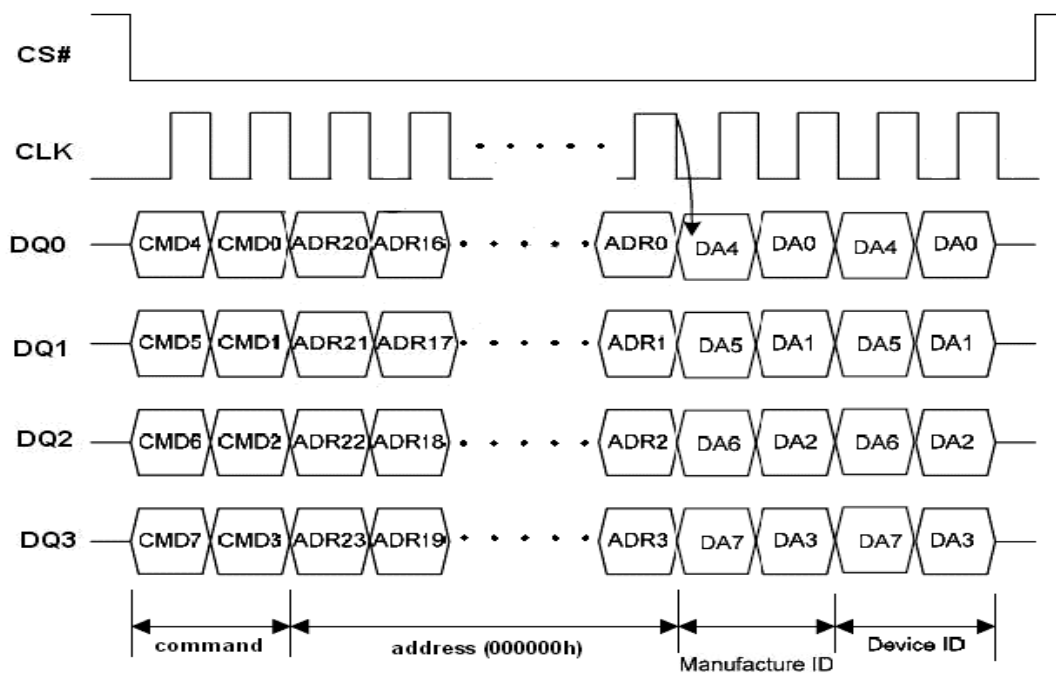 CS#
CLK
DQ0 CMD4 CMD0 ADR20 ADR16 ADR0 DA4 DA0 DA4 DA0
DQ1 CMD5 CMD1 ADR21 ADR17 ADR1 DA5 DA1 DA5 DA1
DQ2 CMD6 CMD2 ADR22 ADR18 ADR2 DA6 DA2 DA6 DA2
DQ3 CMD7 CMD3 ADR23 ADR19 ADR3 DA7 DA3 DA7 DA3
command address (000000h) Manufacture ID Device ID